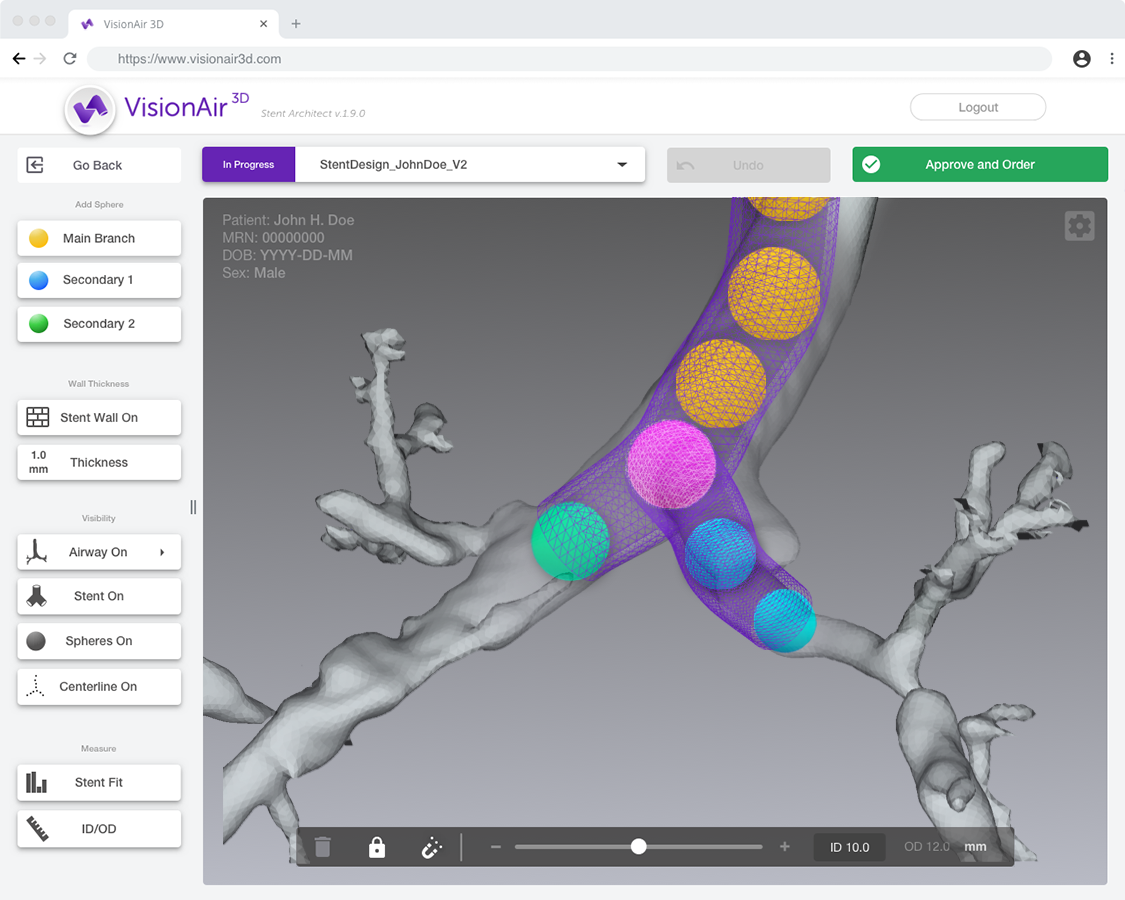 VisionAir 3D
https://www.visionair3d.com
VisionAir 3D
Stent Architect v.1.9.0
Logout
Go Back
In Progress
StentDesign_JohnDoe_V2
Undo
Approve and Order
Add Sphere
Main Branch
Secondary 1
Secondary 2
Wall Thickness
Stent Wall On
1.0
mm
Thickness
Visibility
Airway On
Stent On
Spheres On
Centerline On
Measure
Stent Fit
ID/OD
Patient: John H. Doe
MRN: 00000000
DOB: YYYY-DD-MM
Sex: Male
ID 10.0
OD 12.0
mm